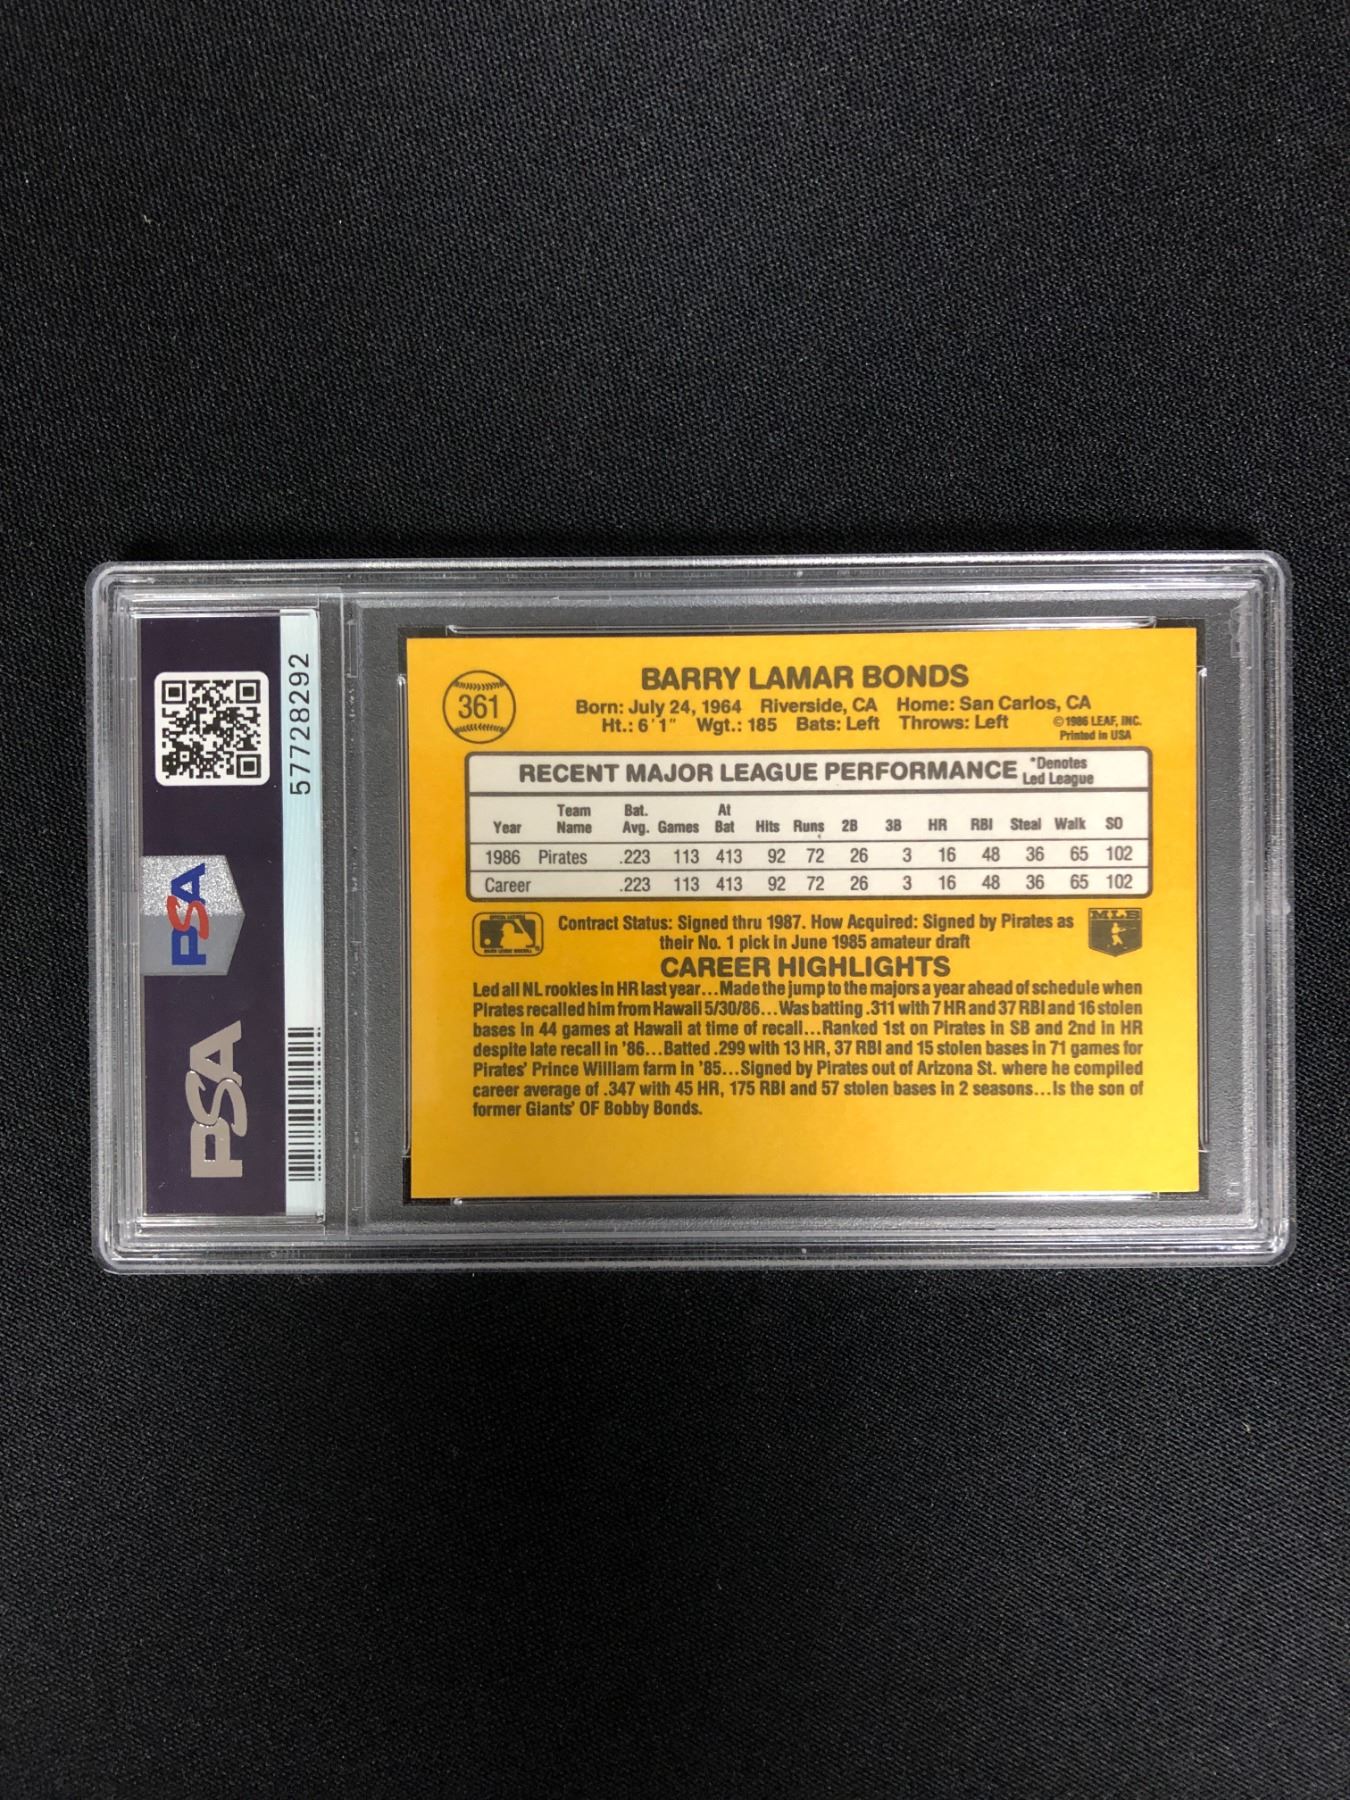 57728292
PSA
PSA
361
BARRY LAMAR BONDS
Born: July 24, 1964 Riverside, CA Home: San Carlos, CA
Ht.: 6'1" Wgt.: 185 Bats: Left Throws: Left
©1986 LEAF, INC.
Printed in USA
RECENT MAJOR LEAGUE PERFORMANCE *Denotes Led League
Year Team Name Bat. Avg. Games At Bat Hits Runs 2B 3B HR RBI Steal Walk SO
1986 Pirates .223 113 413 92 72 26 3 16 48 36 65 102
Career .223 113 413 92 72 26 3 16 48 36 65 102
Contract Status: Signed thru 1987. How Acquired: Signed by Pirates as
their No. 1 pick in June 1985 amateur draft
MLB
CAREER HIGHLIGHTS
Led all NL rookies in HR last year...Made the jump to the majors a year ahead of schedule when
Pirates recalled him from Hawaii 5/30/86...Was batting .311 with 7 HR and 37 RBI and 16 stolen
bases in 44 games at Hawaii at time of recall...Ranked 1st on Pirates in SB and 2nd in HR
despite late recall in '86...Batted .299 with 13 HR, 37 RBI and 15 stolen bases in 71 games for
Pirates' Prince William farm in '85...Signed by Pirates out of Arizona St. where he compiled
career average of .347 with 45 HR, 175 RBI and 57 stolen bases in 2 seasons...Is the son of
former Giants' OF Bobby Bonds.